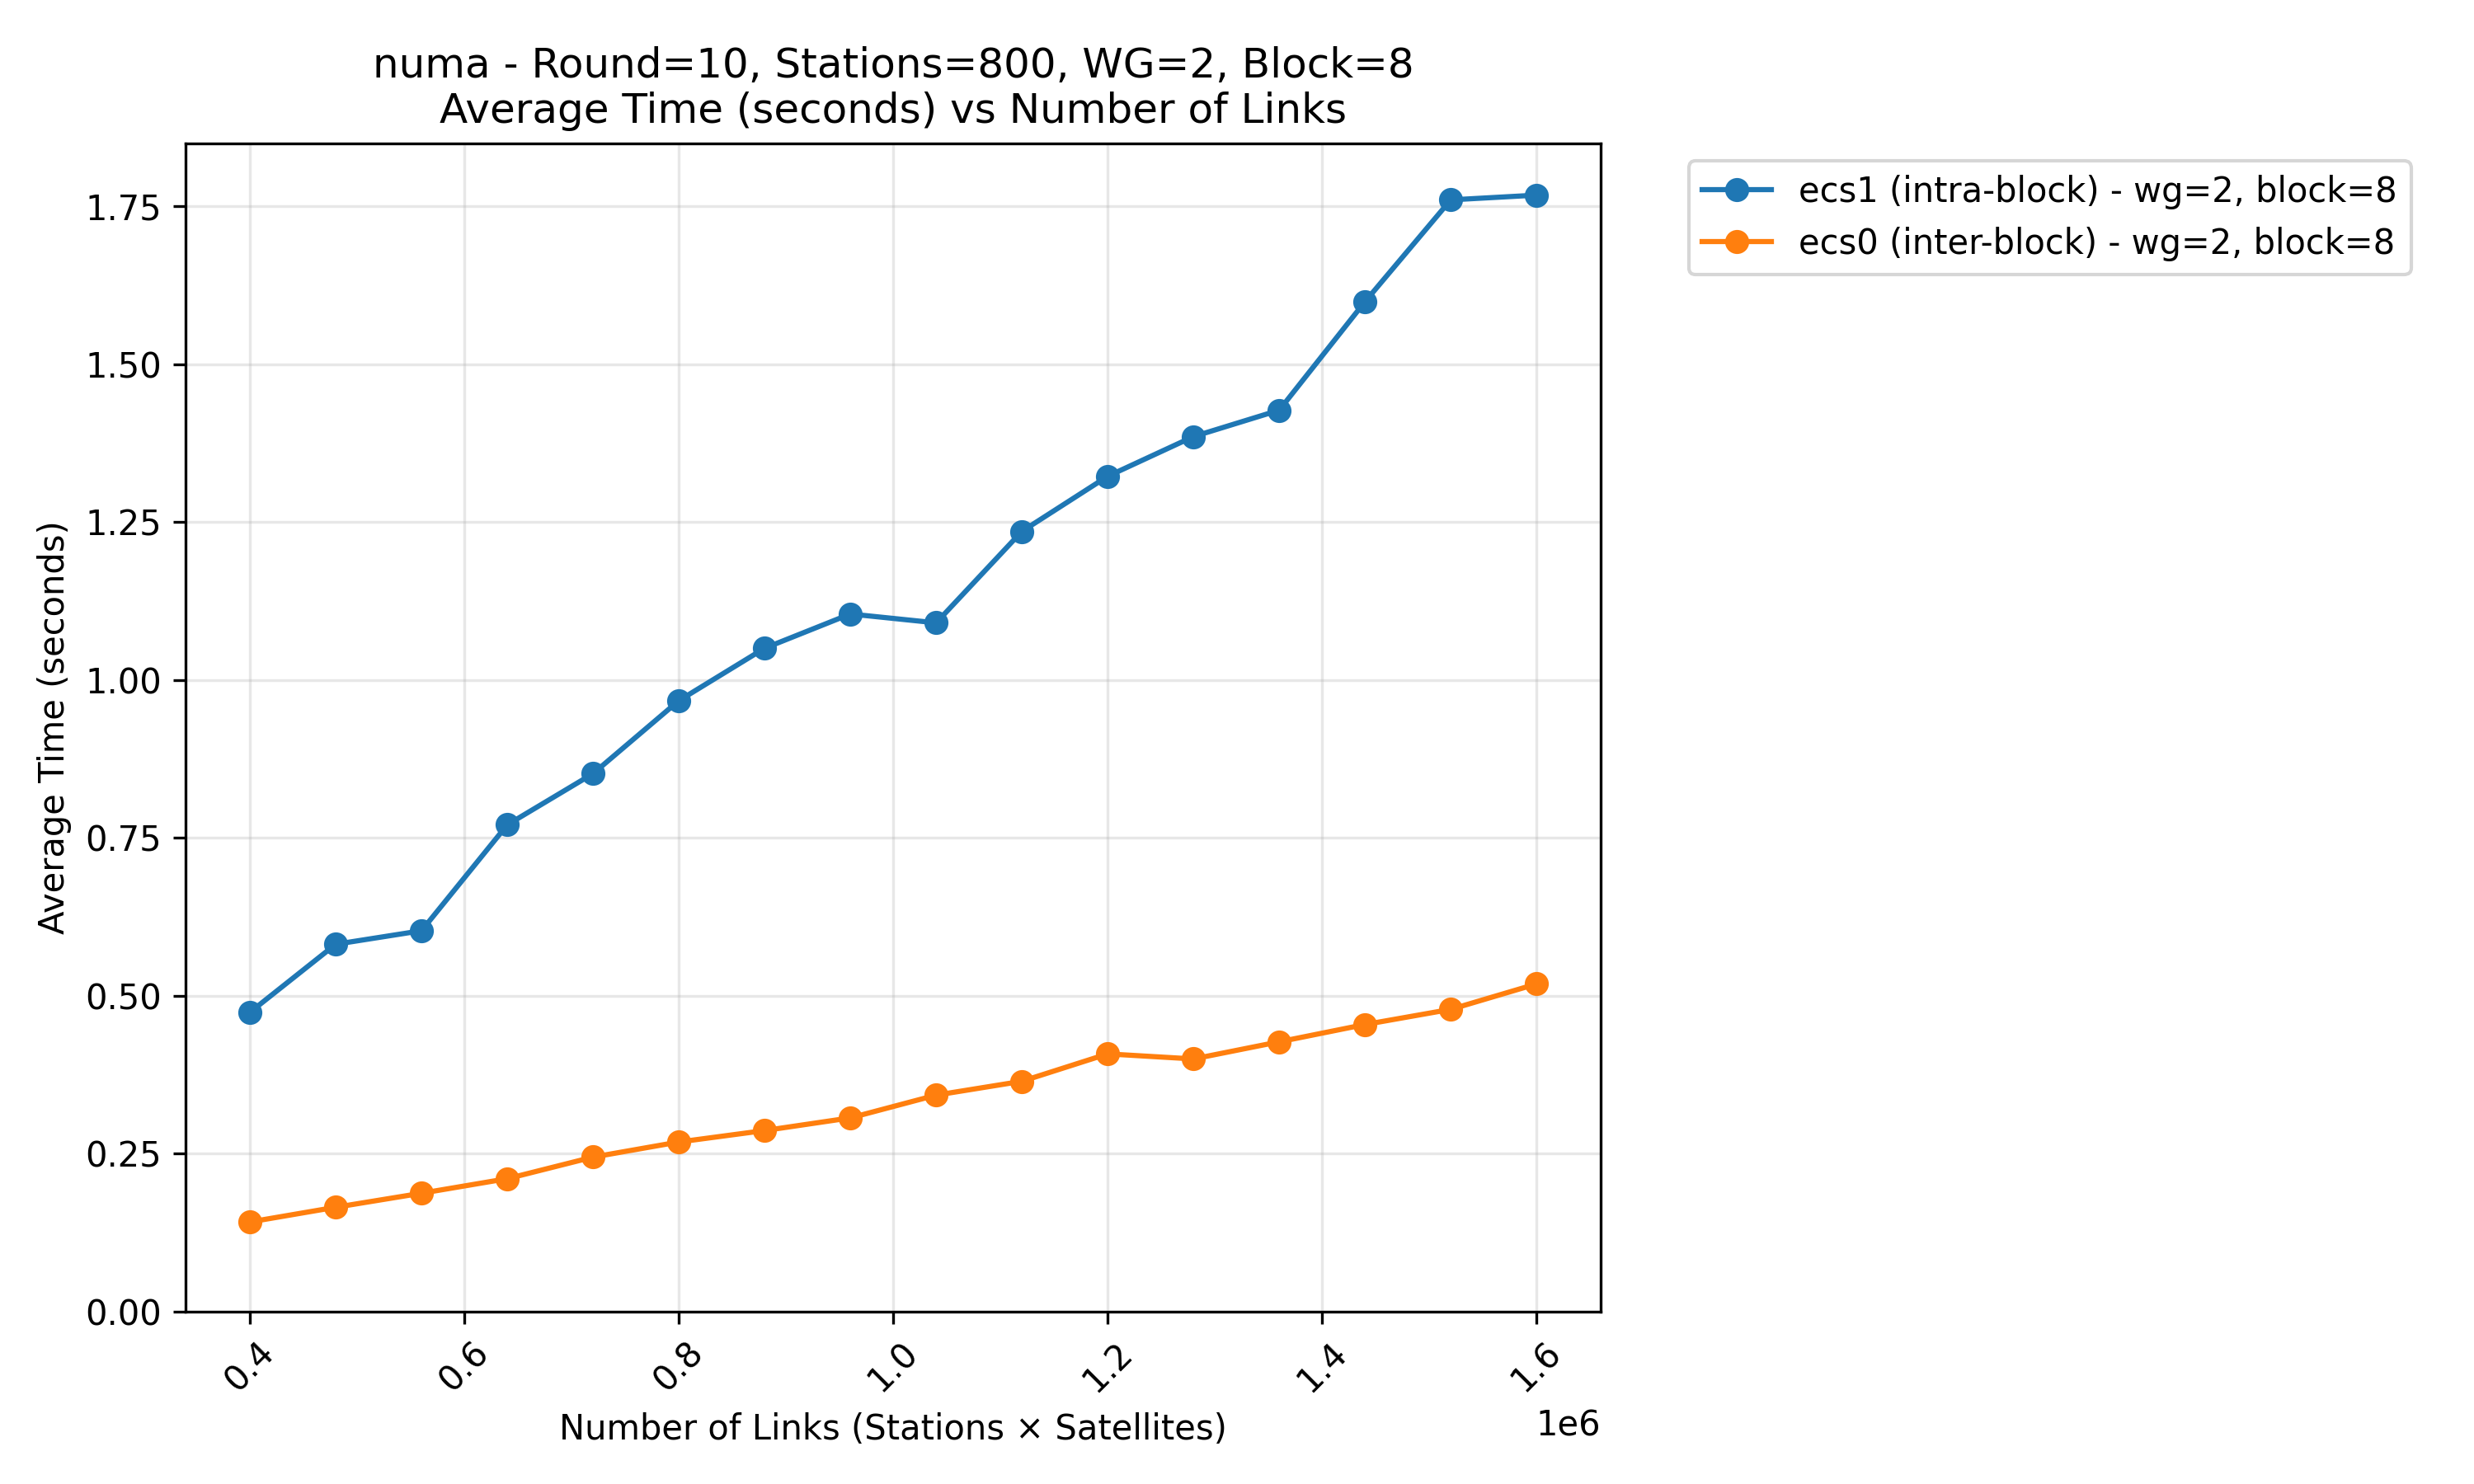 numa - Round=10, Stations=800, WG=2, Block=8
Average Time (seconds) vs Number of Links
ecs1 (intra-block) - wg=2, block=8
ecs0 (inter-block) - wg=2, block=8
Average Time (seconds)
1.75
1.50
1.25
1.00
0.75
0.50
0.25
0.00
0.4
0.6
0.8
1.0
1.2
1.4
1.6
1e6
Number of Links (Stations × Satellites)